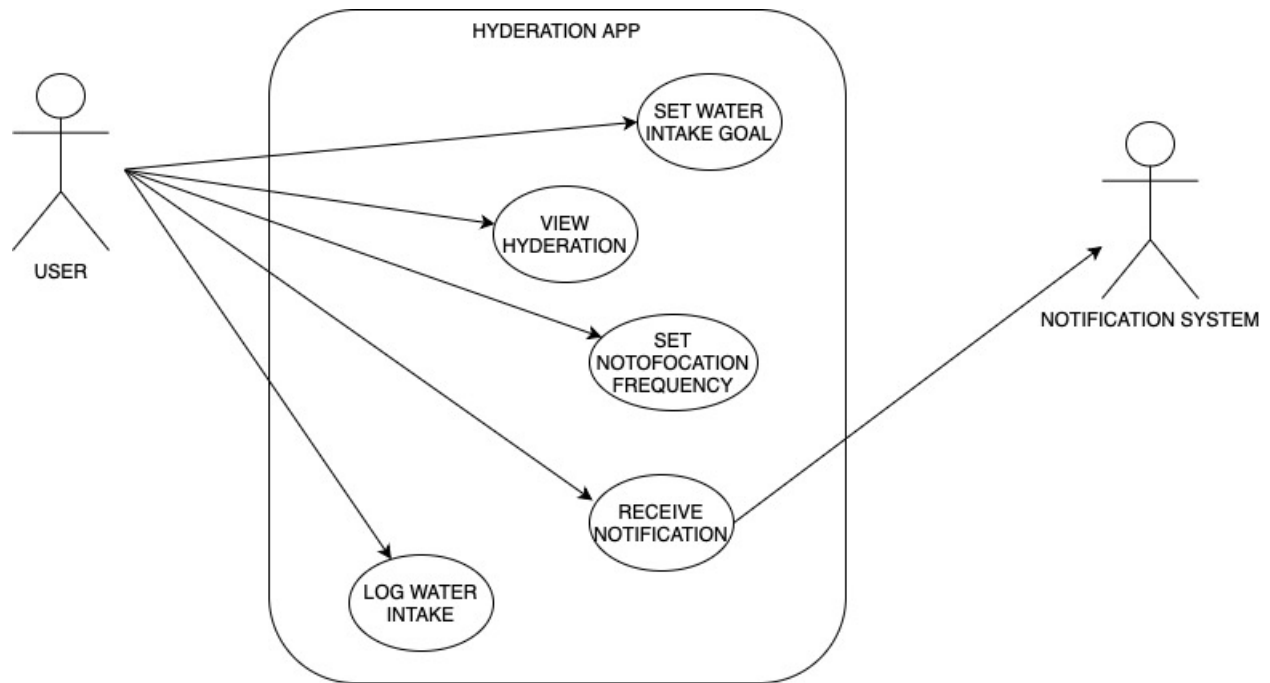 HYDERATION APP
SET WATER
INTAKE GOAL
VIEW
HYDERATION
USER
NOTIFICATION SYSTEM
SET
NOTOFOCATION
FREQUENCY
RECEIVE
NOTIFICATION
LOG WATER
INTAKE